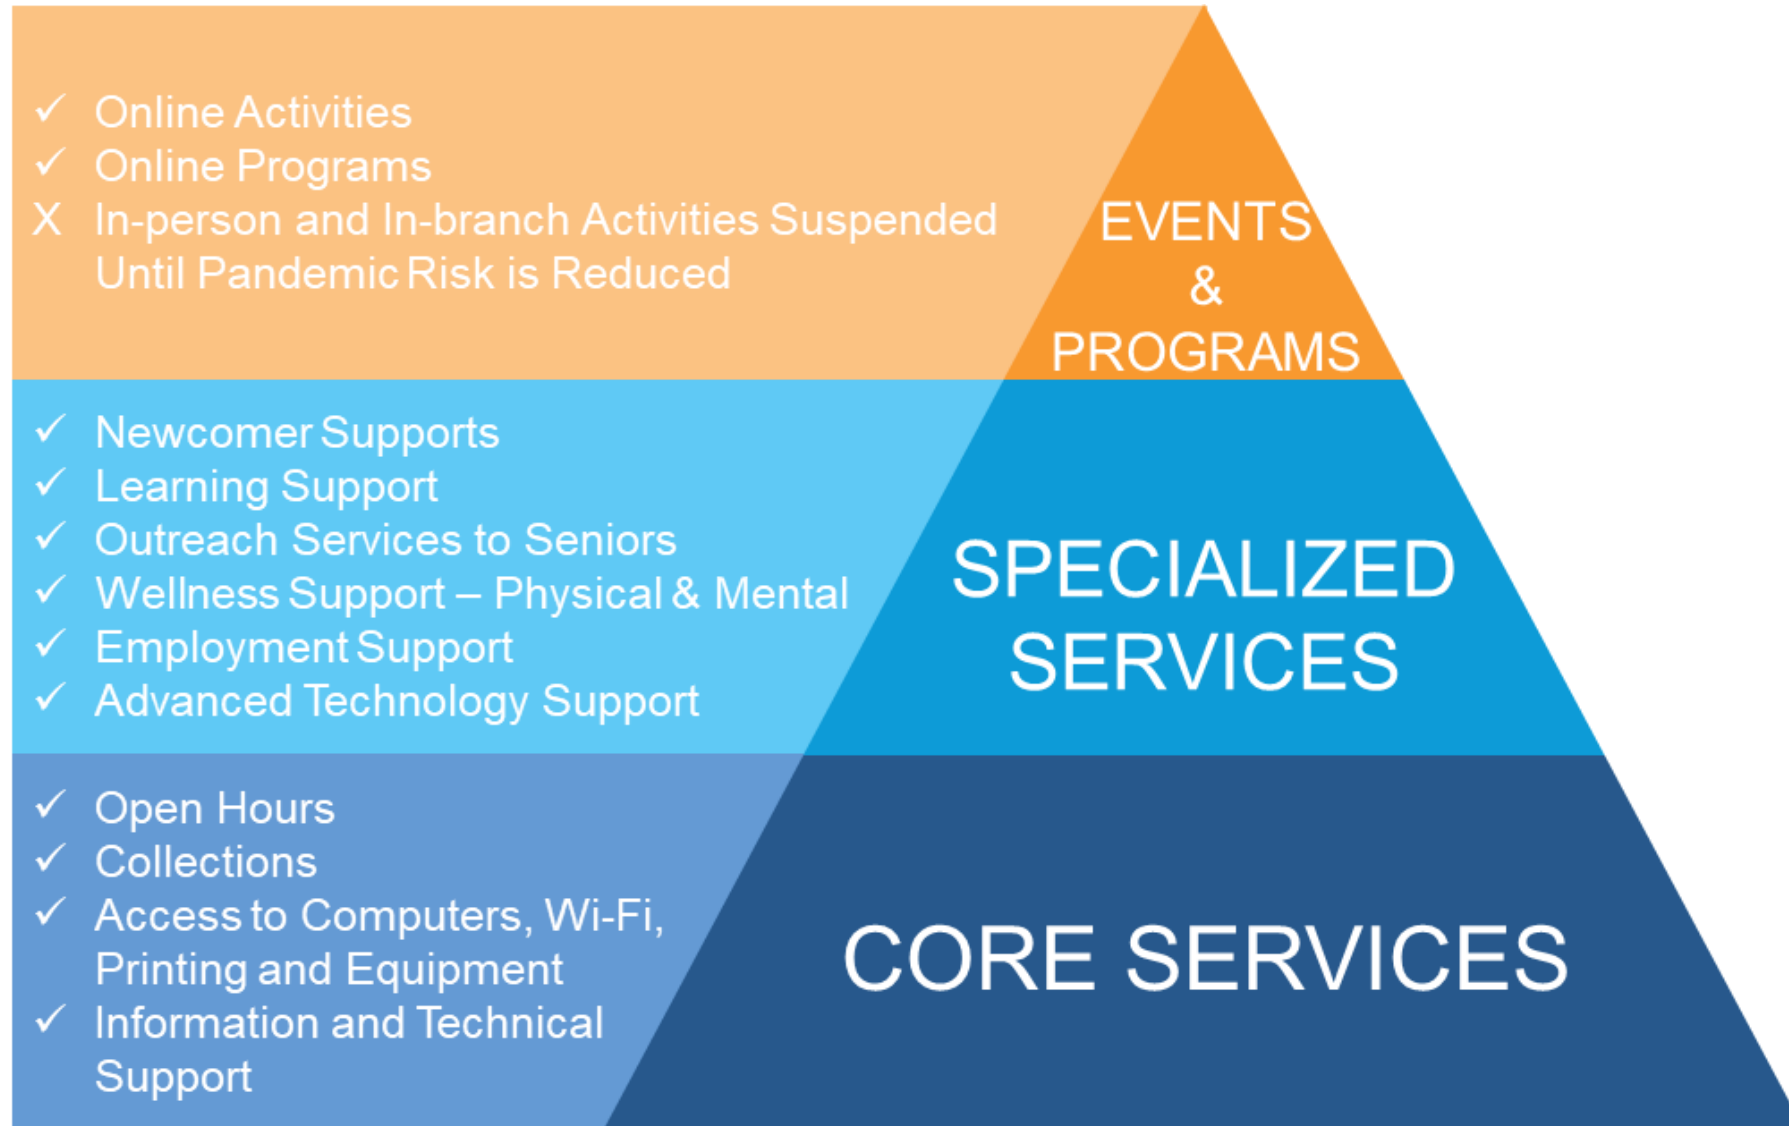 ✓ Online Activities
✓ Online Programs
X In-person and In-branch Activities Suspended
Until Pandemic Risk is Reduced
EVENTS
&
PROGRAMS
✓ Newcomer Supports
✓ Learning Support
✓ Outreach Services to Seniors
✓ Wellness Support – Physical & Mental
✓ Employment Support
✓ Advanced Technology Support
SPECIALIZED
SERVICES
✓ Open Hours
✓ Collections
✓ Access to Computers, Wi-Fi,
Printing and Equipment
✓ Information and Technical
Support
CORE SERVICES